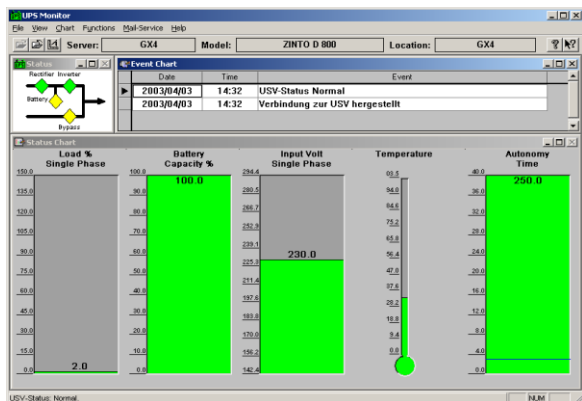 UPS Monitor
File View Chart Functions Mail-Service Help
Server: GX4 Model: ZINTO D 800 Location: GX4
Status
Rectifier Inverter
Battery
Bypass
Event Chart
Date Time Event
2003/04/03 14:32 USV-Status Normal
2003/04/03 14:32 Verbindung zur USV hergestellt
Status Chart
Load %
Single Phase
150.0
135.0
120.0
105.0
90.0
75.0
60.0
45.0
30.0
15.0
0.0
2.0
Battery
Capacity %
100.0
90.0
80.0
70.0
60.0
50.0
40.0
30.0
20.0
10.0
0.0
100.0
Input Volt
Single Phase
294.4
280.5
266.7
252.9
239.1
225.3
211.4
197.6
183.8
170.0
156.2
142.4
230.0
Temperature
94.0
84.6
75.2
65.8
56.4
47.0
37.6
28.2
18.8
9.4
0.0
Autonomy
Time
40.0
36.0
32.0
28.0
24.0
20.0
16.0
12.0
8.0
4.0
0.0
250.0
USV-Status: Normal.
NUM